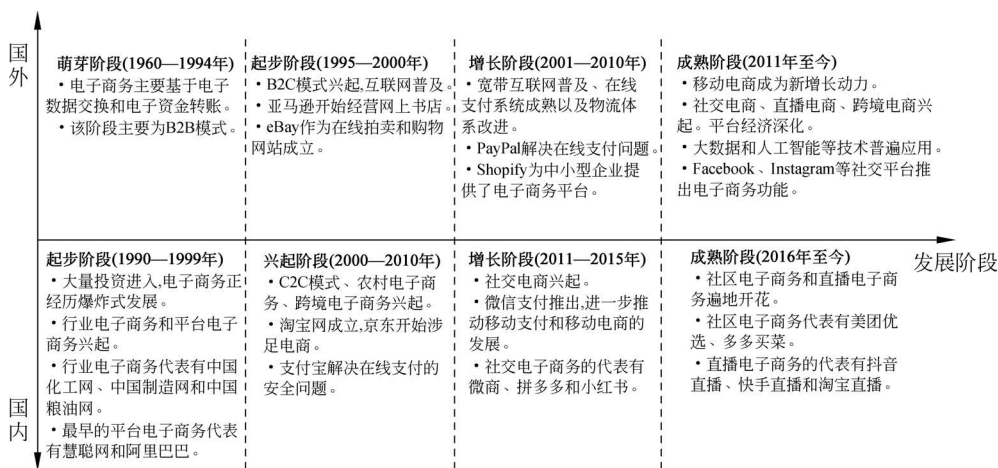 国外
萌芽阶段(1960—1994年)
・电子商务主要基于电子
数据交换和电子资金转账。
・该阶段主要为B2B模式。
起步阶段(1995—2000年)
・B2C模式兴起,互联网普及。
・亚马逊开始经营网上书店。
・eBay作为在线拍卖和购物
网站成立。
增长阶段(2001—2010年)
・宽带互联网普及、在线
支付系统成熟以及物流体
系改进。
・PayPal解决在线支付问题。
・Shopify为中小型企业提
供了电子商务平台。
成熟阶段(2011年至今)
・移动电商成为新增长动力。
・社交电商、直播电商、跨境电商兴
起。平台经济深化。
・大数据和人工智能等技术普遍应用。
・Facebook、Instagram等社交平台推
出电子商务功能。
发展阶段
国内
起步阶段(1990—1999年)
・大量投资进入,电子商务正
经历爆炸式发展。
・行业电子商务和平台电子
商务兴起。
・行业电子商务代表有中国
化工网、中国制造网和中国
粮油网。
・最早的平台电子商务代表
有慧聪网和阿里巴巴。
兴起阶段(2000—2010年)
・C2C模式、农村电子商
务、跨境电子商务兴起。
・淘宝网成立,京东开始涉
足电商。
・支付宝解决在线支付的
安全问题。
增长阶段(2011—2015年)
・社交电商兴起。
・微信支付推出,进一步推
动移动支付和移动电商的
发展。
・社交电子商务的代表有
微商、拼多多和小红书。
成熟阶段(2016年至今)
・社区电子商务和直播电子商
务遍地开花。
・社区电子商务代表有美团优
选、多多买菜。
・直播电子商务的代表有抖音
直播、快手直播和淘宝直播。